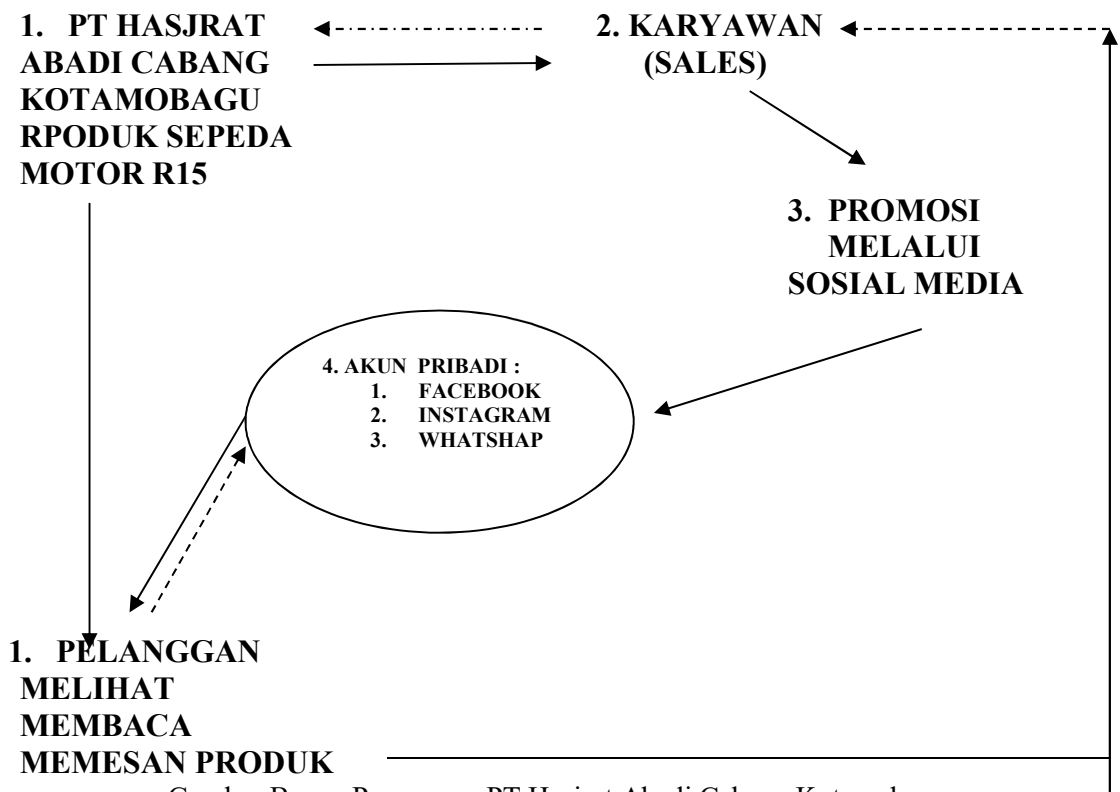 1. PT HASJRAT
ABADI CABANG
KOTAMOBAGU
RPODUK SEPEDA
MOTOR R15
2. KARYAWAN
(SALES)
3. PROMOSI
MELALUI
SOSIAL MEDIA
4. AKUN PRIBADI :
1. FACEBOOK
2. INSTAGRAM
3. WHATSHAP
1. PELANGGAN
MELIHAT
MEMBACA
MEMESAN PRODUK